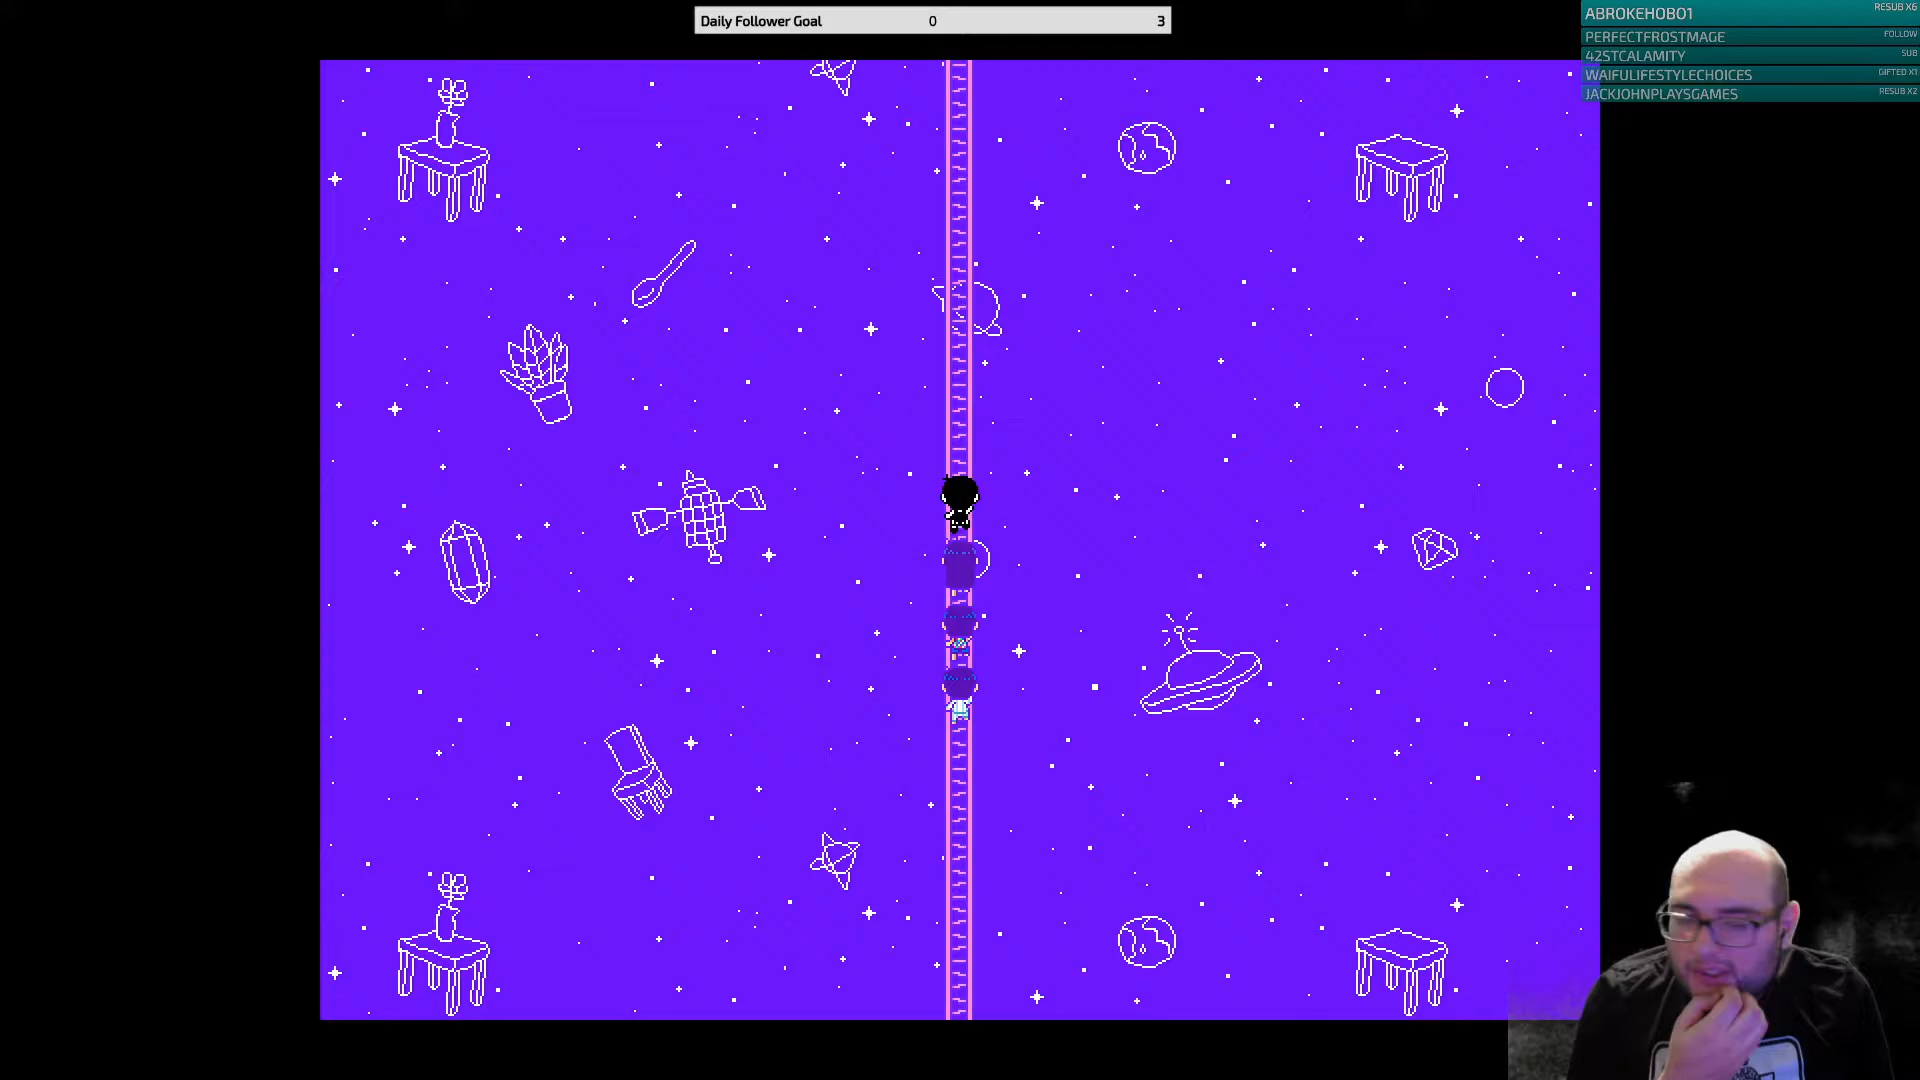 Daily Follower Goal 0 3
ABROKEHOBO1 RESUB X6
PERFECTFROSTMAGE FOLLOW
42STCALAMITY SUB
WAIFULIFESTYLECHOICES GIFTED X1
JACKJOHNPLAYSGAMES RESUB X2